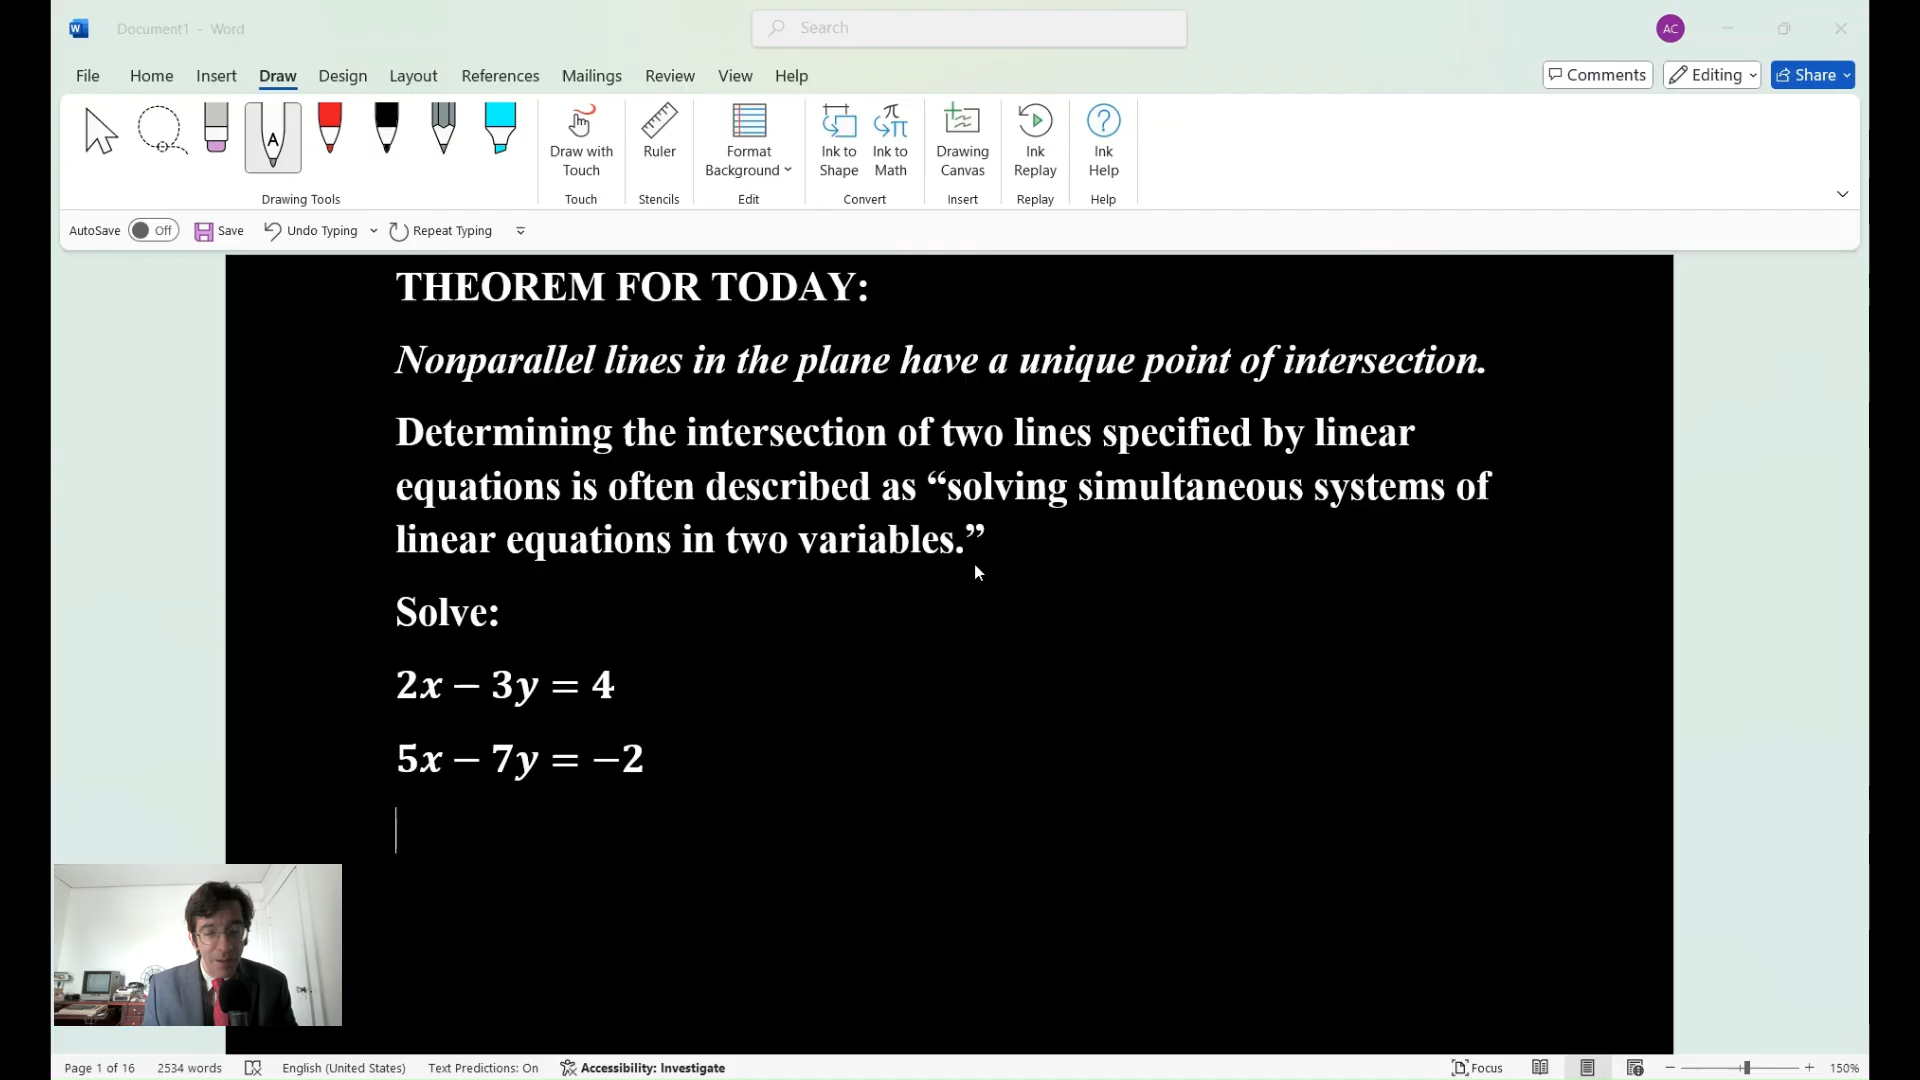 Document1 - Word
Search
AC
File Home Insert Draw Design Layout References Mailings Review View Help
Comments Editing Share
A
Draw with Touch
Ruler
Format Background
Ink to Shape
Ink to Math
Drawing Canvas
Ink Replay
Ink Help
Drawing Tools Touch Stencils Edit Convert Insert Replay Help
AutoSave Off Save Undo Typing Repeat Typing
THEOREM FOR TODAY:
Nonparallel lines in the plane have a unique point of intersection.
Determining the intersection of two lines specified by linear
equations is often described as “solving simultaneous systems of
linear equations in two variables.”
Solve:
2x − 3y = 4
5x − 7y = −2
Page 1 of 16 2534 words English (United States) Text Predictions: On Accessibility: Investigate Focus 150%